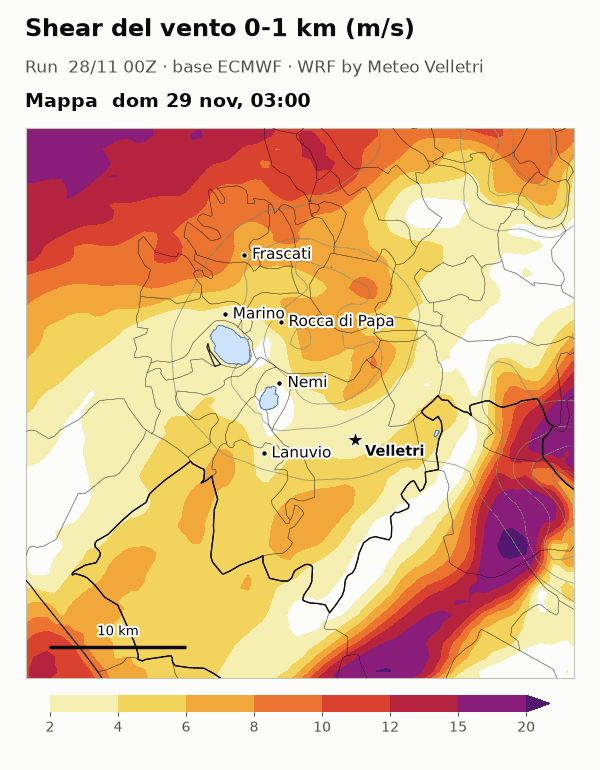 Shear del vento 0-1 km (m/s)
Run  28/11 00Z · base ECMWF · WRF by Meteo Velletri
Mappa  dom 29 nov, 03:00
Frascati
Marino
Rocca di Papa
Nemi
Velletri
Lanuvio
10 km
2 4 6 8 10 12 15 20